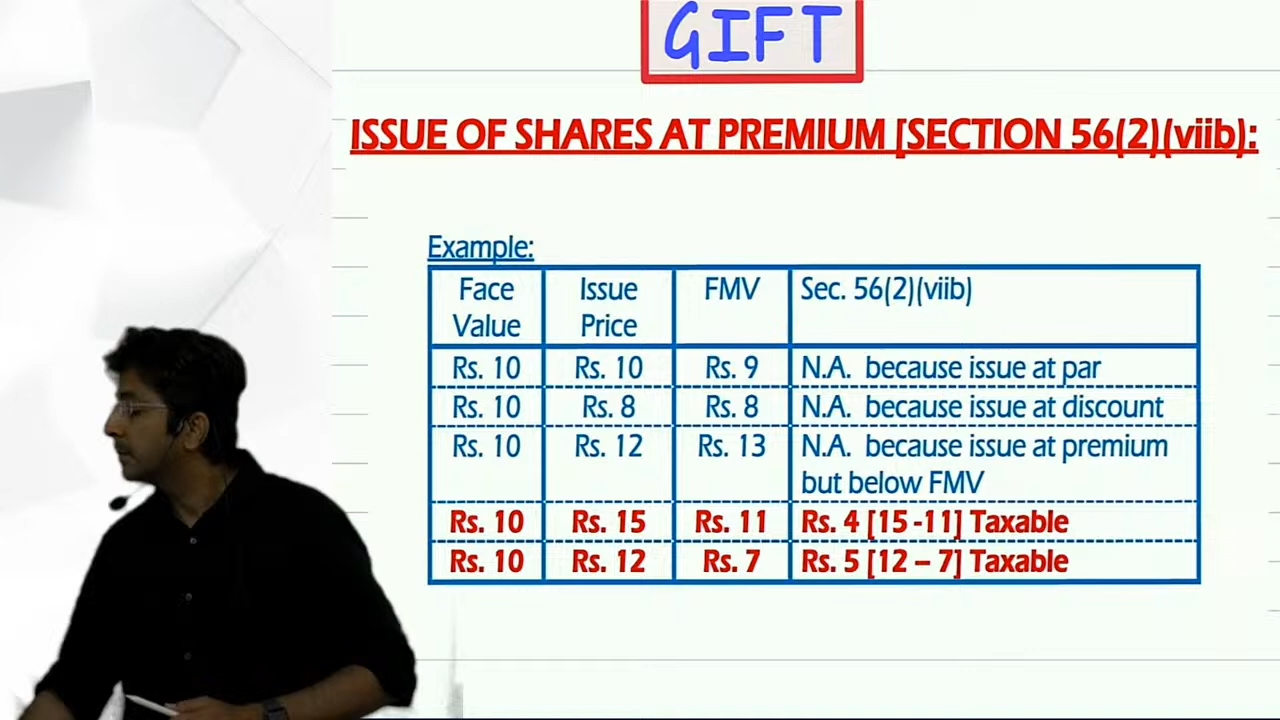 GIFT
ISSUE OF SHARES AT PREMIUM [SECTION 56(2)(viib):
Example:
Face Value | Issue Price | FMV | Sec. 56(2)(viib)
Rs. 10 | Rs. 10 | Rs. 9 | N.A. because issue at par
Rs. 10 | Rs. 8 | Rs. 8 | N.A. because issue at discount
Rs. 10 | Rs. 12 | Rs. 13 | N.A. because issue at premium
but below FMV
Rs. 10 | Rs. 15 | Rs. 11 | Rs. 4 [15 -11] Taxable
Rs. 10 | Rs. 12 | Rs. 7 | Rs. 5 [12 – 7] Taxable